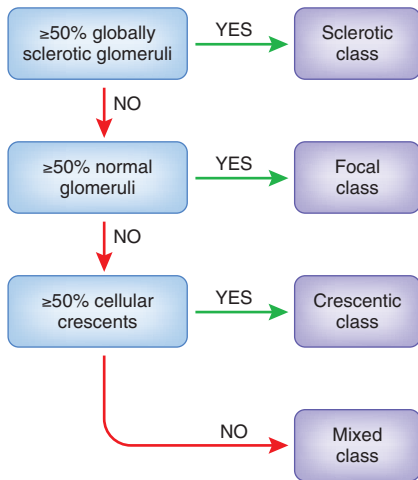 ≥50% globally
sclerotic glomeruli
YES
Sclerotic
class
NO
≥50% normal
glomeruli
YES
Focal
class
NO
≥50% cellular
crescents
YES
Crescentic
class
NO
Mixed
class